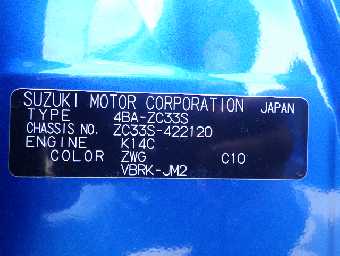 SUZUKI MOTOR CORPORATION JAPAN
TYPE 4BA-ZC33S
CHASSIS NO. ZC33S-422120
ENGINE K14C
COLOR ZWG C10
VBRK-JM2